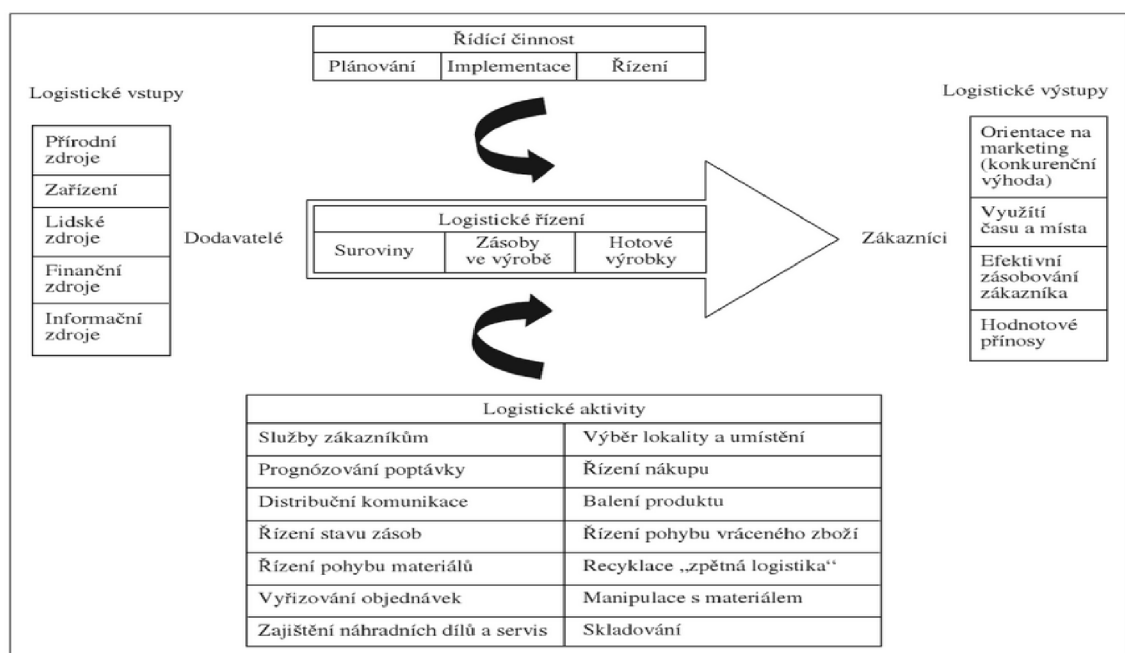 Řídící činnost
Plánování Implementace Řízení
Logistické vstupy
Přírodní
zdroje
Zařízení
Lidské
zdroje
Finanční
zdroje
Informační
zdroje
Dodavatelé
Logistické řízení
Suroviny
Zásoby
ve výrobě
Hotové
výrobky
Zákazníci
Logistické výstupy
Orientace na
marketing
(konkurenční
výhoda)
Využítí
času a místa
Efektivní
zásobování
zákazníka
Hodnotové
přínosy
Logistické aktivity
Služby zákazníkům Výběr lokality a umístění
Prognózování poptávky Řízení nákupu
Distribuční komunikace Balení produktu
Řízení stavu zásob Řízení pohybu vráceného zboží
Řízení pohybu materiálů Recyklace „zpětná logistika“
Vyřizování objednávek Manipulace s materiálem
Zajištění náhradních dílů a servis Skladování